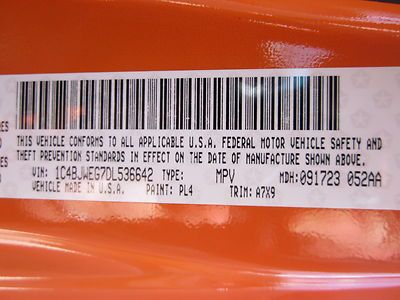 THIS VEHICLE CONFORMS TO ALL APPLICABLE U.S.A. FEDERAL MOTOR VEHICLE SAFETY AND
THEFT PREVENTION STANDARDS IN EFFECT ON THE DATE OF MANUFACTURE SHOWN ABOVE.
VIN: 1C4BJWEG7DL538642 TYPE: MPV MDH: 091723 052AA
VEHICLE MADE IN U.S.A. PAINT: PL4 TRIM: A7X9